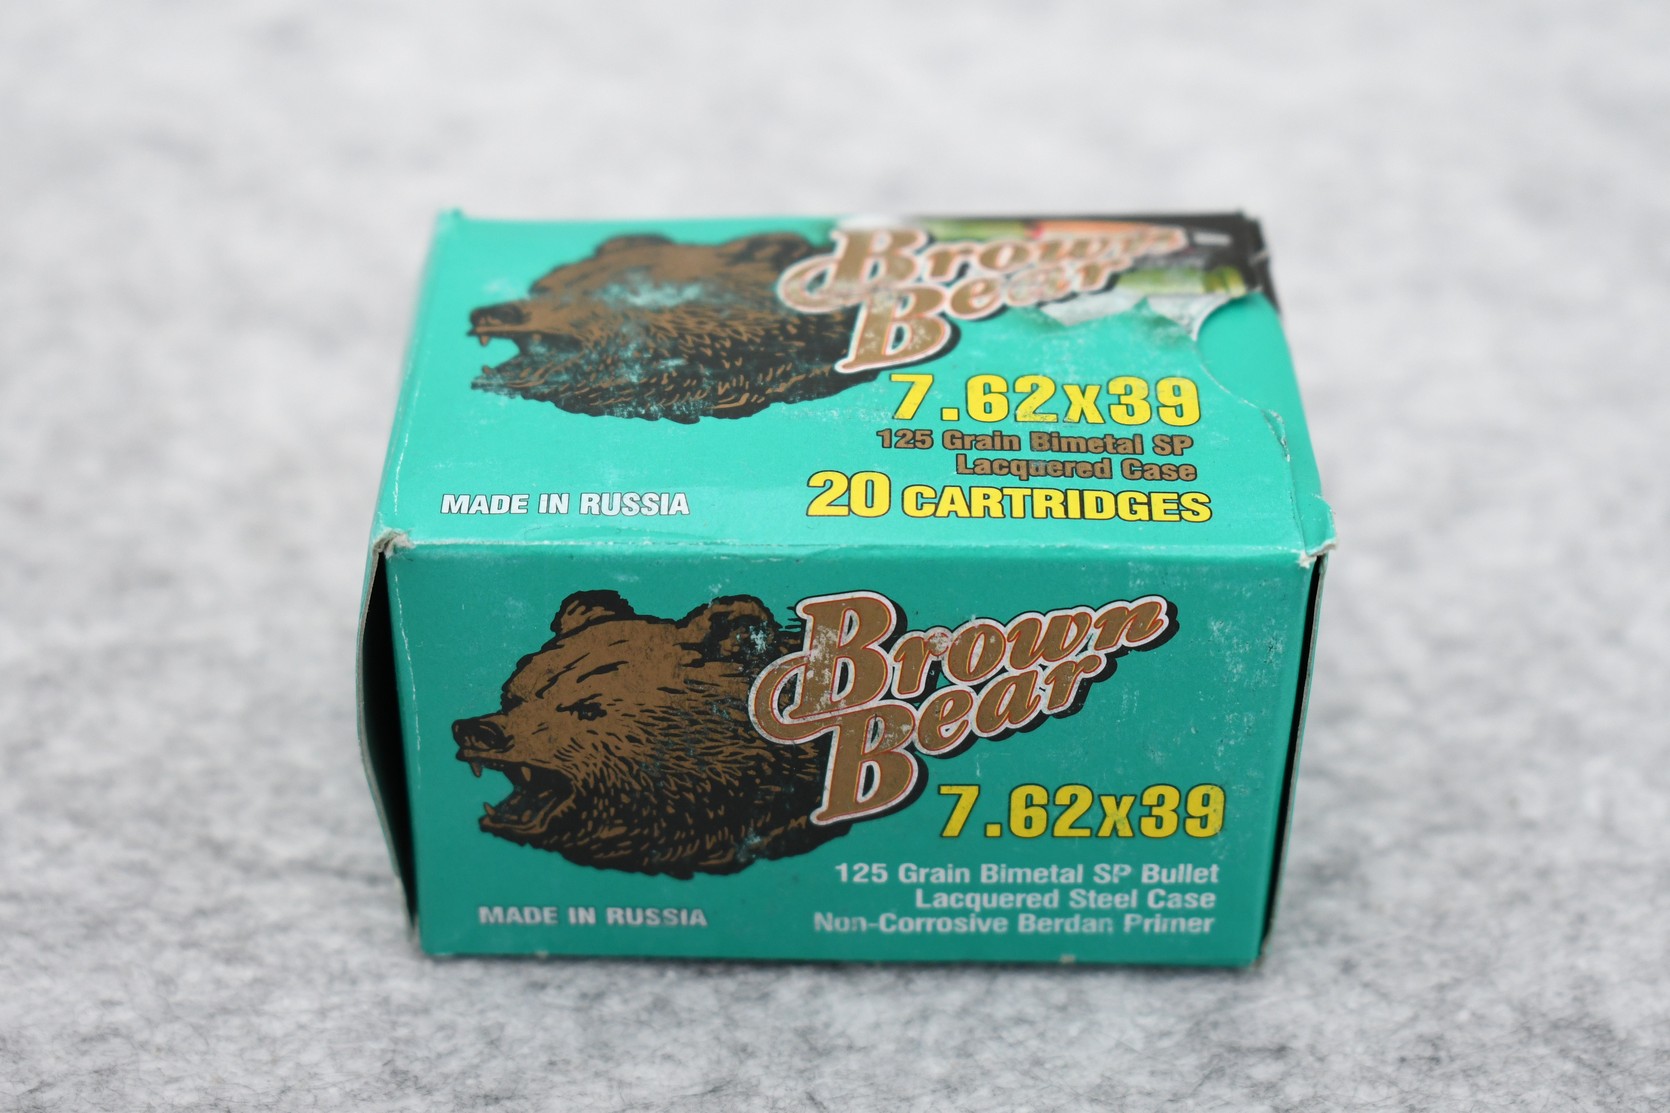 Brown
Bear
7.62x39
125 Grain Bimetal SP
Lacquered Case
MADE IN RUSSIA
20 CARTRIDGES
Brown
Bear
7.62x39
125 Grain Bimetal SP Bullet
Lacquered Steel Case
Non-Corrosive Berdan Primer
MADE IN RUSSIA